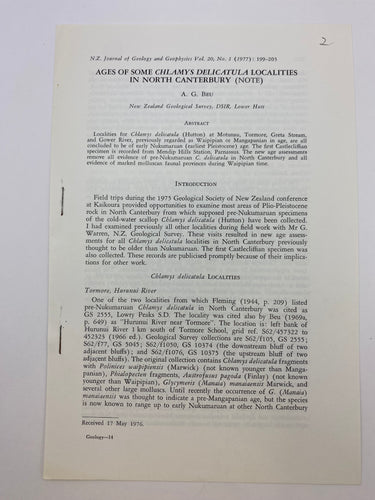 2
N.Z. Journal of Geology and Geophysics Vol. 20, No. 1 (1977): 199-203
AGES OF SOME CHLAMYS DELICATULA LOCALITIES
IN NORTH CANTERBURY (NOTE)
A. G. BEU
New Zealand Geological Survey, DSIR, Lower Hutt
ABSTRACT
Localities for Chlamys delicatula (Hutton) at Motunau, Tormore, Greta Stream,
and Gower River, previously regarded as Waitipian or Mangapanian in age, are all
concluded to be of early Nukumaruan (earliest Pleistocene) age. The first Castlecliffian
specimen is recorded from Mendip Hills Station, Parnassus. The new age assessments
remove all evidence of pre-Nukumaruan C. delicatula in North Canterbury and all
evidence of marked molluscan faunal provinces during Waipipian time.
INTRODUCTION
Field trips during the 1975 Geological Society of New Zealand conference
at Kaikoura provided opportunities to examine most areas of Plio-Pleistocene
rock in North Canterbury from which supposed pre-Nukumaruan specimens
of the cold-water scallop Chlamys delicatula (Hutton) have been collected.
I had examined previously all other localities during field work with Mr G.
Warren, N.Z. Geological Survey. These visits resulted in new age assess-
ments for all Chlamys delicatula localities in North Canterbury previously
thought to be older than Nukumaruan. The first Castlecliffian specimen was
also collected. These records are published promptly because of their implica-
tions for other work.
Chlamys delicatula LOCALITIES
Tormore, Hurunui River
One of the two localities from which Fleming (1944, p. 209) listed
pre-Nukumaruan Chlamys delicatula in North Canterbury was cited as
GS 2555, Lowry Peaks S.D. The locality was cited also by Beu (1969a,
p. 649) as "Hurunui River near Tormore". The location is: left bank of
Hurunui River 1 km south of Tormore School, grid ref. S62/457322 to
452323 (1966 ed.). Geological Survey collections are S62/f105, GS 2555;
S62/f77, GS 5045; S62/f1050, GS 10374 (the downstream bluff of two
adjacent bluffs); and S62/f1076, GS 10375 (the upstream bluff of two
adjacent bluffs). The original collection contains Chlamys delicatula fragments
with Polinices waipipiensis (Marwick) (not known younger than Manga-
panian), Phialopecten fragments, Austrofusus pagoda (Finlay) (not known
younger than Waipipian), Glycymeris (Manaia) manaiaensis Marwick, and
several other large molluscs. Until recently the occurrence of G. (Manaia)
manaiaensis was thought to indicate a pre-Mangapanian age, but the species
is now known to range up to early Nukumaruan at other North Canterbury
Received 17 May 1976.
Geology—14